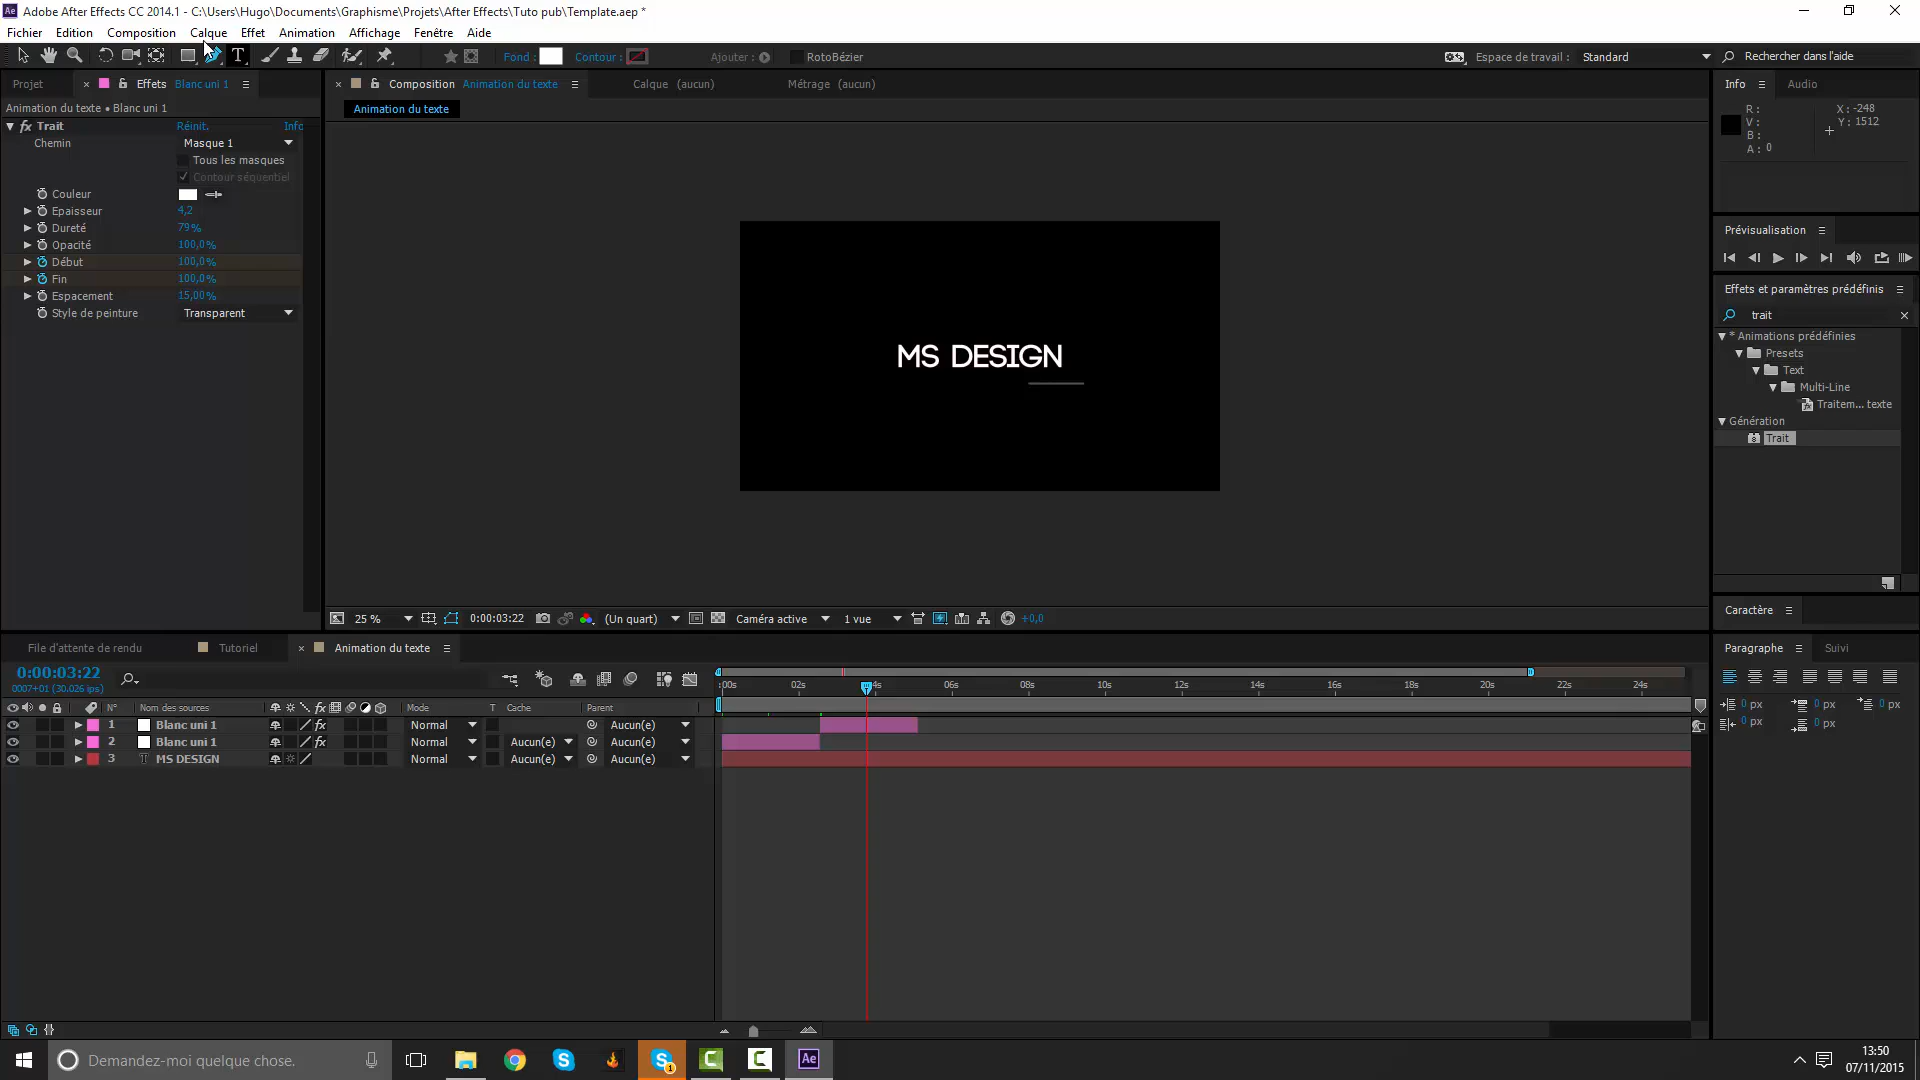 Adobe After Effects CC 2014.1 - C:\Users\Hugo\Documents\Graphisme\Projets\After Effects\Tuto pub\Template.aep *
Fichier Edition Composition Calque Effet Animation Affichage Fenêtre Aide
Fond : Contour : Ajouter : RotoBézier Espace de travail : Standard Rechercher dans l'aide
Projet Effets Blanc uni 1 Composition Animation du texte Calque (aucun) Métrage (aucun) Info Audio
Animation du texte • Blanc uni 1
Animation du texte
R :
V :
B :
A : 0
X : -248
Y : 1512
fx Trait Réinit. Info
Chemin Masque 1
Tous les masques
Contour séquentiel
Couleur
Epaisseur 4,2
Dureté 79%
Opacité 100,0%
Début 100,0%
Fin 100,0%
Espacement 15,00%
Style de peinture Transparent
MS DESIGN
Prévisualisation
Effets et paramètres prédéfinis
trait
* Animations prédéfinies
Presets
Text
Multi-Line
Traitem... texte
Génération
Trait
25 % 0:00:03:22 (Un quart) Caméra active 1 vue +0,0
Caractère
File d'attente de rendu Tutoriel Animation du texte
Paragraphe Suivi
0:00:03:22
0007+01 (30.026 ips)
:00s 02s 4s 06s 08s 10s 12s 14s 16s 18s 20s 22s 24s
N° Nom des sources fx Mode T Cache Parent
1 Blanc uni 1 fx Normal Aucun(e)
2 Blanc uni 1 fx Normal Aucun(e) Aucun(e)
3 T MS DESIGN Normal Aucun(e) Aucun(e)
0 px 0 px 0 px
0 px 0 px
Demandez-moi quelque chose.
1
Ae
13:50
07/11/2015